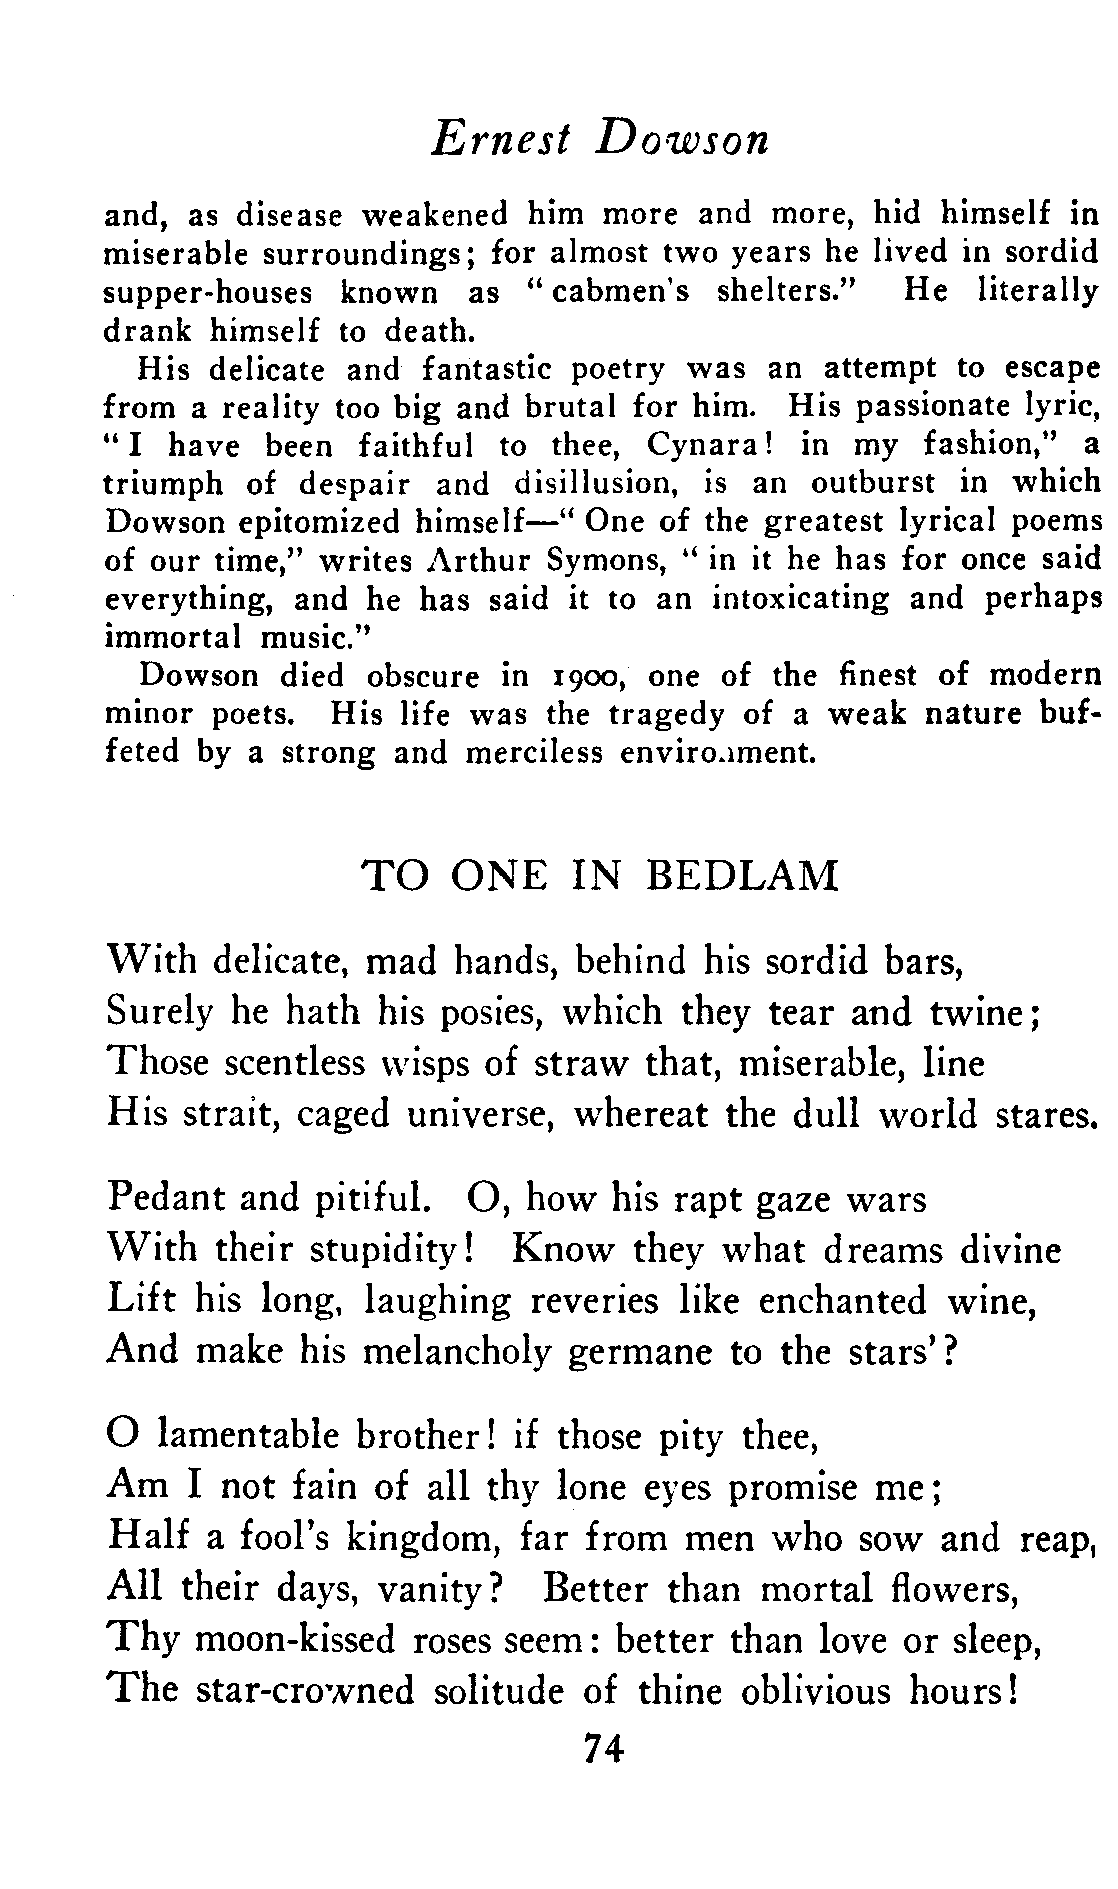 Ernest Dowson
and, as disease weakened him more and more, hid himself in
miserable surroundings; for almost two years he lived in sordid
supper-houses known as "cabmen's shelters." He literally
drank himself to death.
His delicate and fantastic poetry was an attempt to escape
from a reality too big and brutal for him. His passionate lyric,
"I have been faithful to thee, Cynara! in my fashion," a
triumph of despair and disillusion, is an outburst in which
Dowson epitomized himself—"One of the greatest lyrical poems
of our time," writes Arthur Symons, "in it he has for once said
everything, and he has said it to an intoxicating and perhaps
immortal music."
Dowson died obscure in 1900, one of the finest of modern
minor poets. His life was the tragedy of a weak nature buf-
feted by a strong and merciless environment.
TO ONE IN BEDLAM
With delicate, mad hands, behind his sordid bars,
Surely he hath his posies, which they tear and twine;
Those scentless wisps of straw that, miserable, line
His strait, caged universe, whereat the dull world stares.
Pedant and pitiful. O, how his rapt gaze wars
With their stupidity! Know they what dreams divine
Lift his long, laughing reveries like enchanted wine,
And make his melancholy germane to the stars'?
O lamentable brother! if those pity thee,
Am I not fain of all thy lone eyes promise me;
Half a fool's kingdom, far from men who sow and reap,
All their days, vanity? Better than mortal flowers,
Thy moon-kissed roses seem: better than love or sleep,
The star-crowned solitude of thine oblivious hours!
74